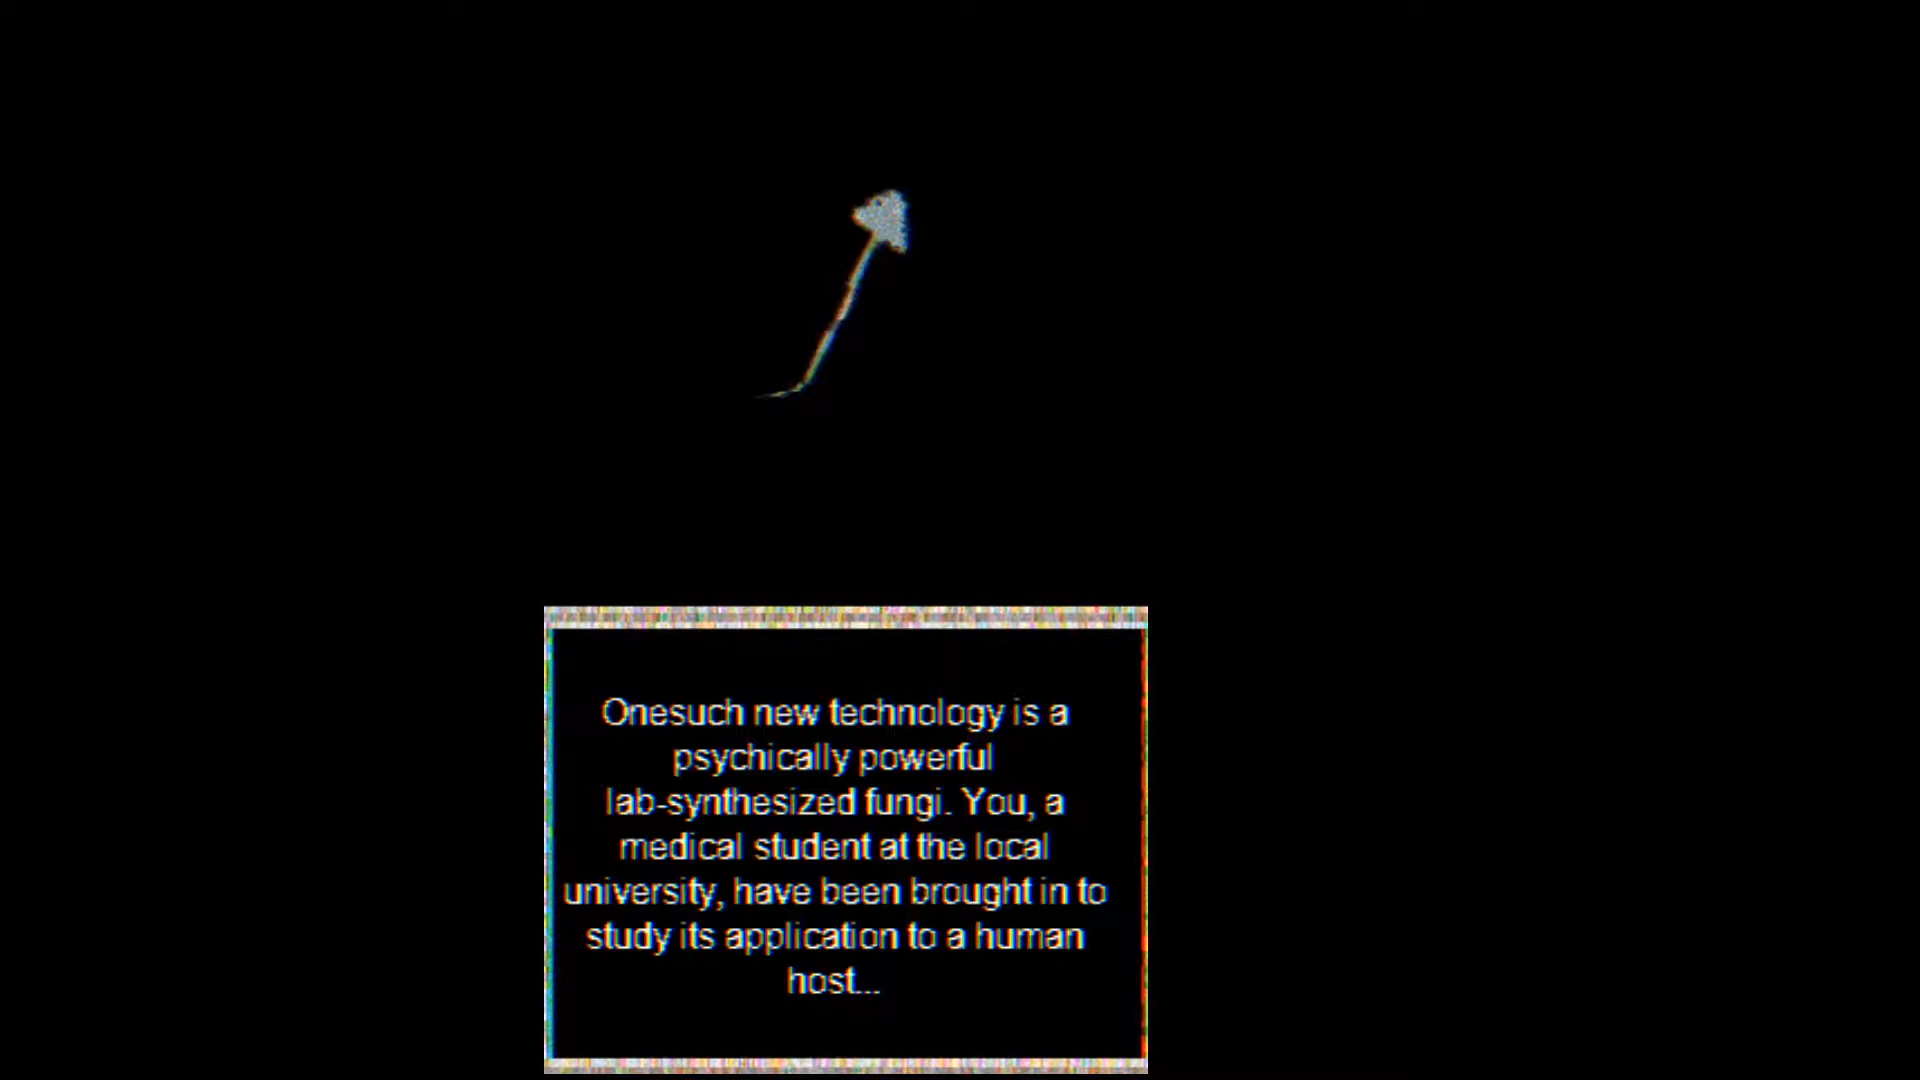 Onesuch new technology is a
psychically powerful
lab-synthesized fungi. You, a
medical student at the local
university, have been brought in to
study its application to a human
host...